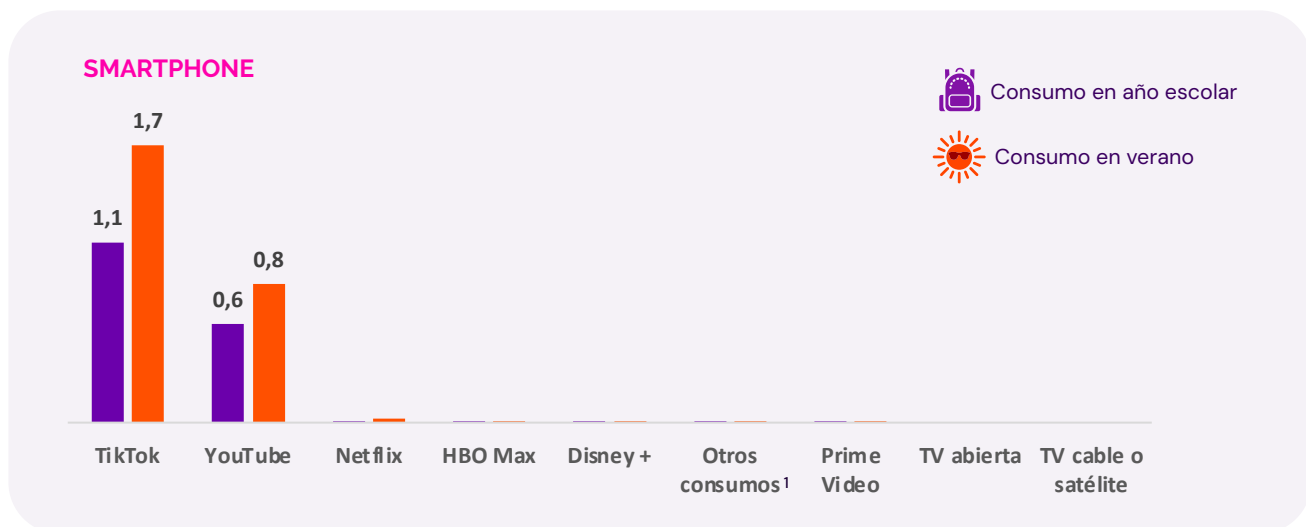 SMARTPHONE
Consumo en año escolar
Consumo en verano
1,7
1,1
0,8
0,6
TikTok
YouTube
Netflix
HBO Max
Disney +
Otros
consumos 1
Prime
Video
TV abierta
TV cable o
satélite